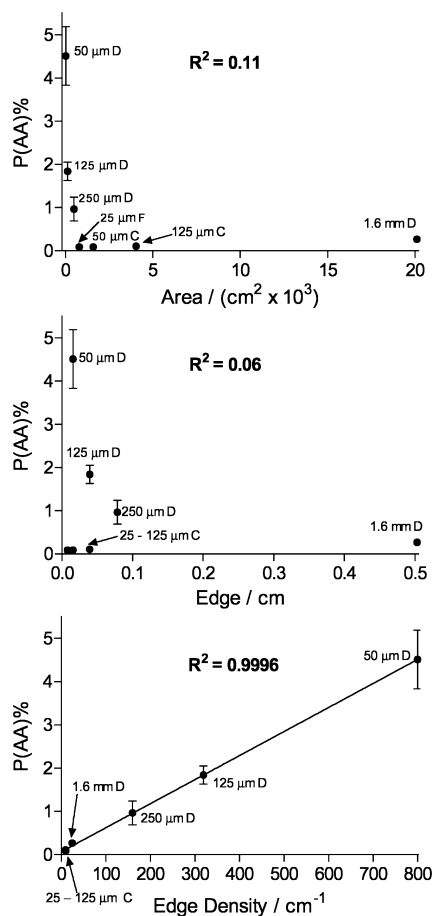 5
4
3
2
1
0
P(AA)%
50 µm D
R² = 0.11
125 µm D
250 µm D
25 µm F
50 µm C
125 µm C
1.6 mm D
0 5 10 15 20
Area / (cm² x 10³)
5
4
3
2
1
0
P(AA)%
50 µm D
R² = 0.06
125 µm D
250 µm D
25 - 125 µm C
1.6 mm D
0.0 0.1 0.2 0.3 0.4 0.5
Edge / cm
5
4
3
2
1
0
P(AA)%
R² = 0.9996
50 µm D
125 µm D
250 µm D
1.6 mm D
0 100 200 300 400 500 600 700 800
25 – 125 µm C
Edge Density / cm⁻¹